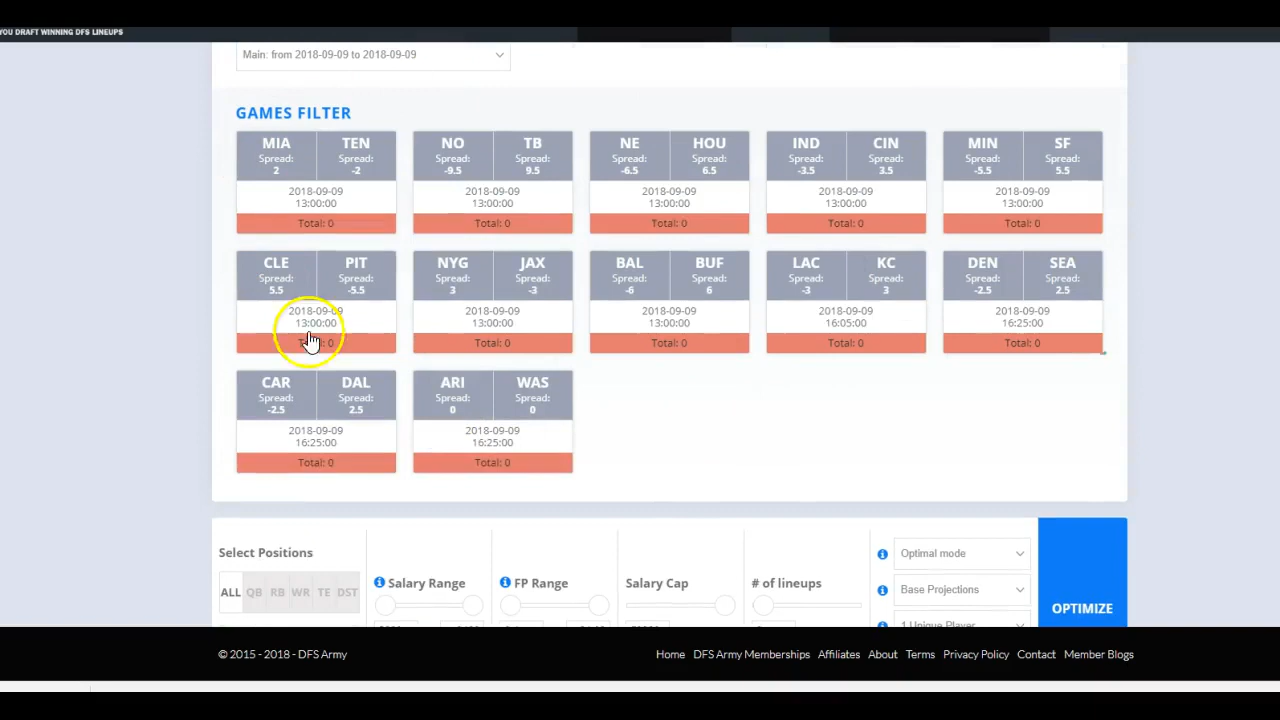 YOU DRAFT WINNING DFS LINEUPS
Main: from 2018-09-09 to 2018-09-09
GAMES FILTER
MIA TEN NO TB NE HOU IND CIN MIN SF
Spread: Spread: Spread: Spread: Spread: Spread: Spread: Spread: Spread: Spread:
2 -2 -9.5 9.5 -6.5 6.5 -3.5 3.5 -5.5 5.5
2018-09-09 2018-09-09 2018-09-09 2018-09-09 2018-09-09
13:00:00 13:00:00 13:00:00 13:00:00 13:00:00
Total: 0 Total: 0 Total: 0 Total: 0 Total: 0
CLE PIT NYG JAX BAL BUF LAC KC DEN SEA
Spread: Spread: Spread: Spread: Spread: Spread: Spread: Spread: Spread: Spread:
5.5 -5.5 3 -3 -6 6 -3 3 -2.5 2.5
2018-09-09 2018-09-09 2018-09-09 2018-09-09 2018-09-09
13:00:00 13:00:00 13:00:00 16:05:00 16:25:00
Total: 0 Total: 0 Total: 0 Total: 0 Total: 0
CAR DAL ARI WAS
Spread: Spread: Spread: Spread:
-2.5 2.5 0 0
2018-09-09 2018-09-09
16:25:00 16:25:00
Total: 0 Total: 0
Select Positions
ALL QB RB WR TE DST
Salary Range
FP Range
Salary Cap
# of lineups
Optimal mode
Base Projections
1 Unique Player
OPTIMIZE
© 2015 - 2018 - DFS Army
Home DFS Army Memberships Affiliates About Terms Privacy Policy Contact Member Blogs